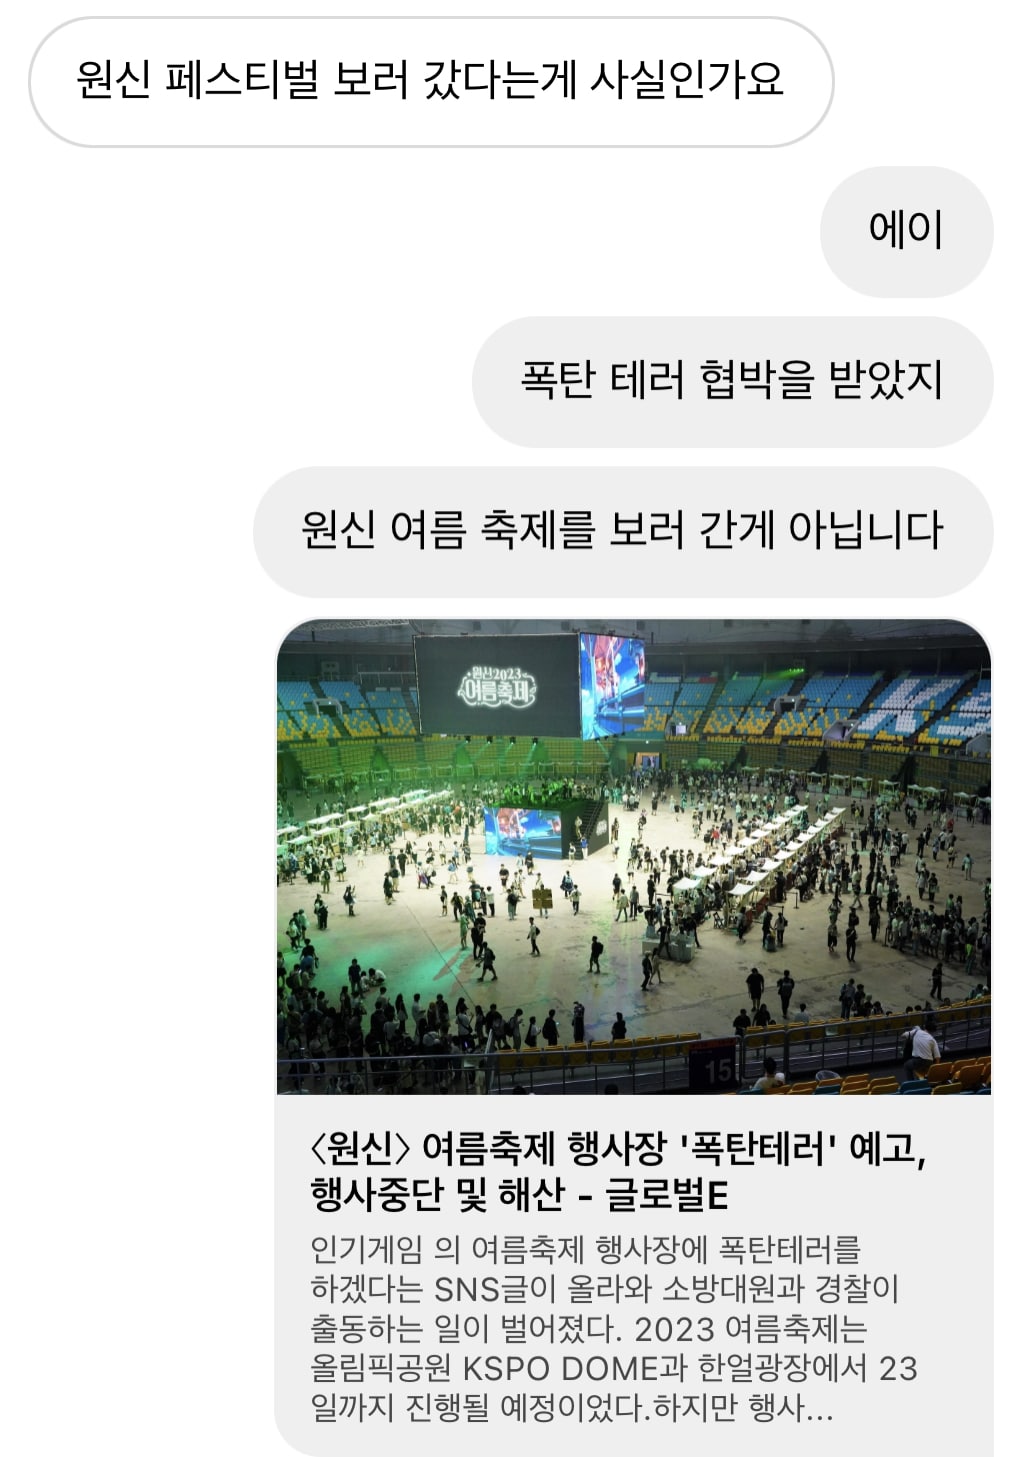 원신 페스티벌 보러 갔다는게 사실인가요
에이
폭탄 테러 협박을 받았지
원신 여름 축제를 보러 간게 아닙니다
원신2023
여름축제
15
〈원신〉 여름축제 행사장 '폭탄테러' 예고,
행사중단 및 해산 - 글로벌E
인기게임 의 여름축제 행사장에 폭탄테러를
하겠다는 SNS글이 올라와 소방대원과 경찰이
출동하는 일이 벌어졌다. 2023 여름축제는
올림픽공원 KSPO DOME과 한얼광장에서 23
일까지 진행될 예정이었다.하지만 행사...